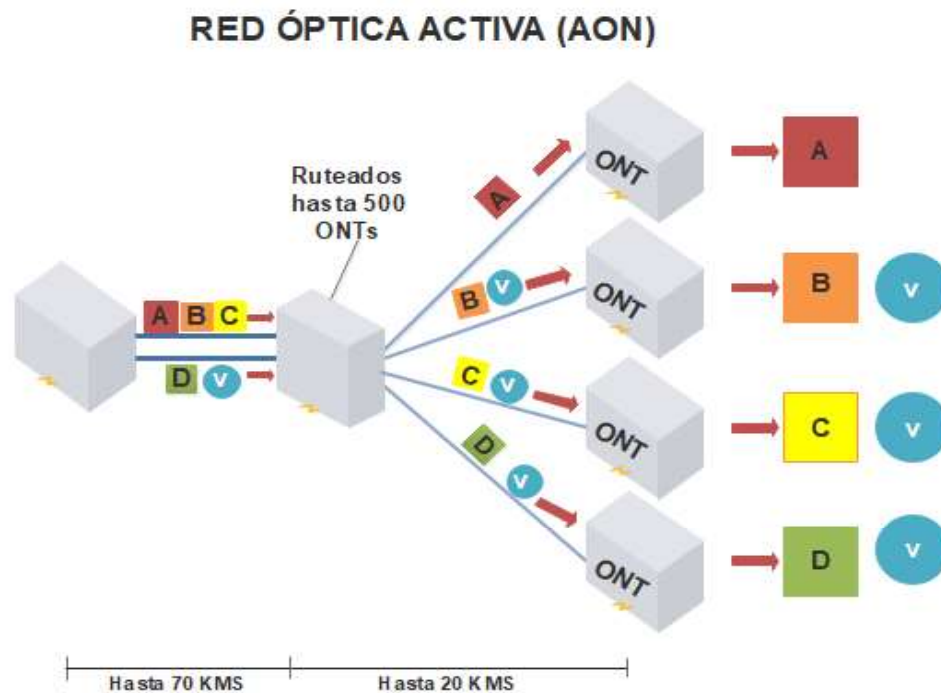 RED ÓPTICA ACTIVA (AON)
Ruteados
hasta 500
ONTs
A B C
D v
A
B v
C v
D v
ONT
ONT
ONT
ONT
A
B v
C v
D v
Hasta 70 KMS
Hasta 20 KMS